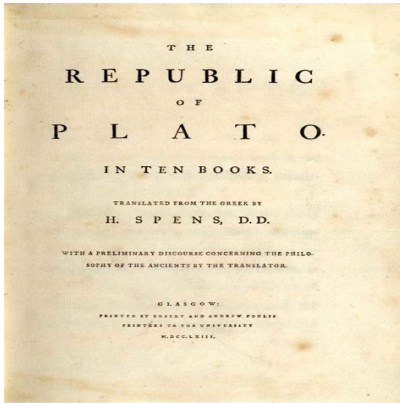 THE
REPUBLIC
OF
PLATO.
IN TEN BOOKS.
TRANSLATED FROM THE GREEK BY
H. SPENS, D.D.
WITH A PRELIMINARY DISCOURSE CONCERNING THE PHILO-
SOPHY OF THE ANCIENTS BY THE TRANSLATOR.
GLASGOW:
PRINTED BY ROBERT AND ANDREW FOULIS
PRINTERS TO THE UNIVERSITY
M.DCC.LXIII.